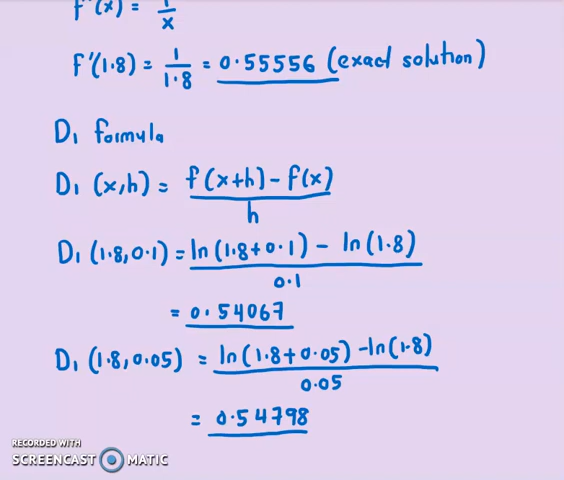 f'(x) = 1/x
f'(1.8) = 1/1.8 = 0.55556 (exact solution)
D₁ formula
D₁ (x,h) = f(x+h) - f(x)
h
D₁ (1.8, 0.1) = ln(1.8+0.1) - ln(1.8)
0.1
= 0.54067
D₁ (1.8, 0.05) = ln(1.8+0.05) - ln(1.8)
0.05
= 0.54798
RECORDED WITH
SCREENCAST MATIC